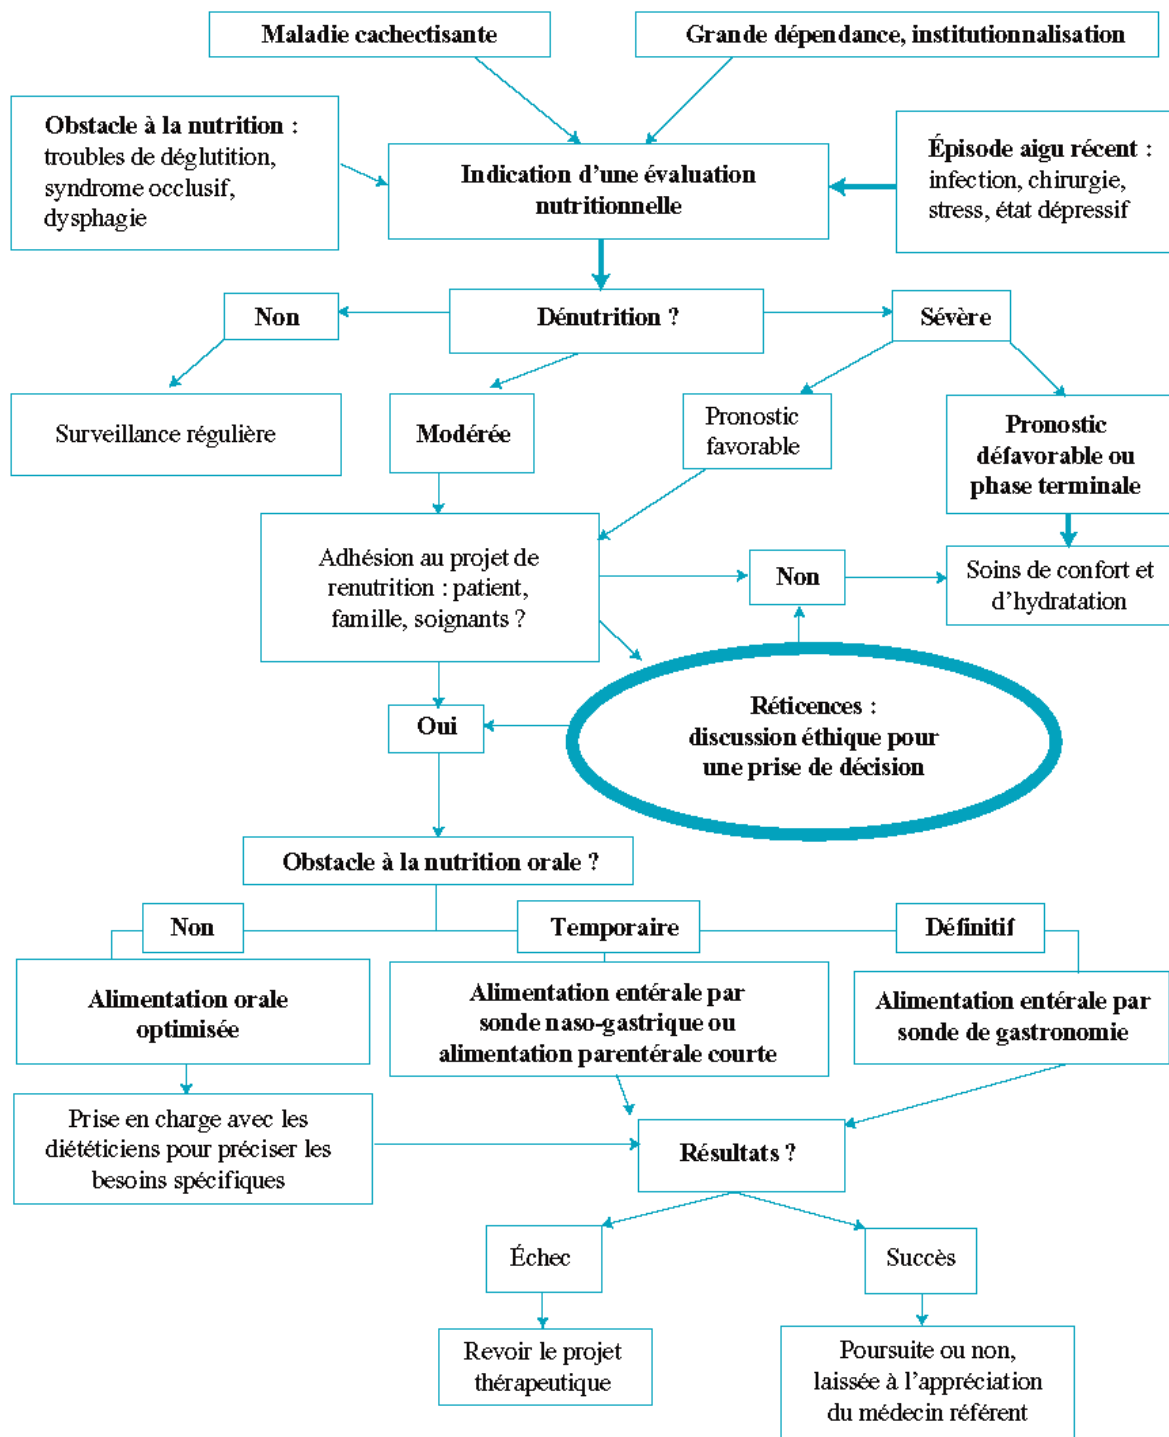 Maladie cachectisante
Grande dépendance, institutionnalisation
Obstacle à la nutrition :
troubles de déglutition,
syndrome occlusif,
dysphagie
Indication d'une évaluation
nutritionnelle
Épisode aigu récent :
infection, chirurgie,
stress, état dépressif
Non
Dénutrition ?
Sévère
Surveillance régulière
Modérée
Pronostic
favorable
Pronostic
défavorable ou
phase terminale
Adhésion au projet de
renutrition : patient,
famille, soignants ?
Non
Soins de confort et
d'hydratation
Réticences :
discussion éthique pour
une prise de décision
Oui
Obstacle à la nutrition orale ?
Non
Temporaire
Définitif
Alimentation orale
optimisée
Alimentation entérale par
sonde naso-gastrique ou
alimentation parentérale courte
Alimentation entérale par
sonde de gastronomie
Prise en charge avec les
diététiciens pour préciser les
besoins spécifiques
Résultats ?
Échec
Succès
Revoir le projet
thérapeutique
Poursuite ou non,
laissée à l'appréciation
du médecin référent